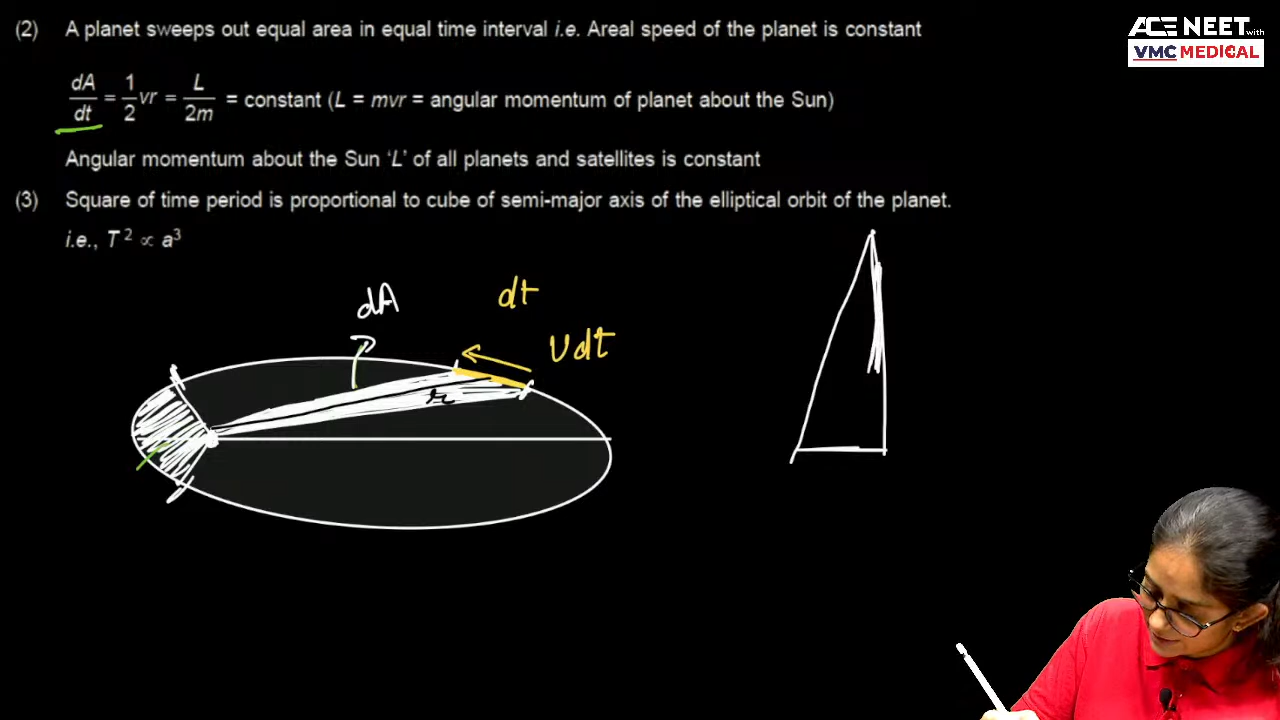 (2) A planet sweeps out equal area in equal time interval i.e. Areal speed of the planet is constant
dA/dt = 1/2 vr = L/2m = constant (L = mvr = angular momentum of planet about the Sun)
Angular momentum about the Sun 'L' of all planets and satellites is constant
(3) Square of time period is proportional to cube of semi-major axis of the elliptical orbit of the planet.
i.e., T² ∝ a³
ACE NEET with
VMC MEDICAL
dA
dt
vdt
r